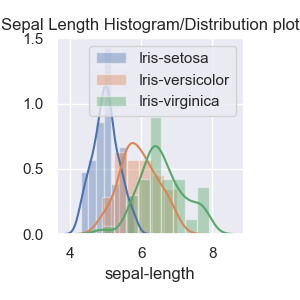 Sepal Length Histogram/Distribution plot
1.5
1.0
0.5
0.0
Iris-setosa
Iris-versicolor
Iris-virginica
4 6 8
sepal-length